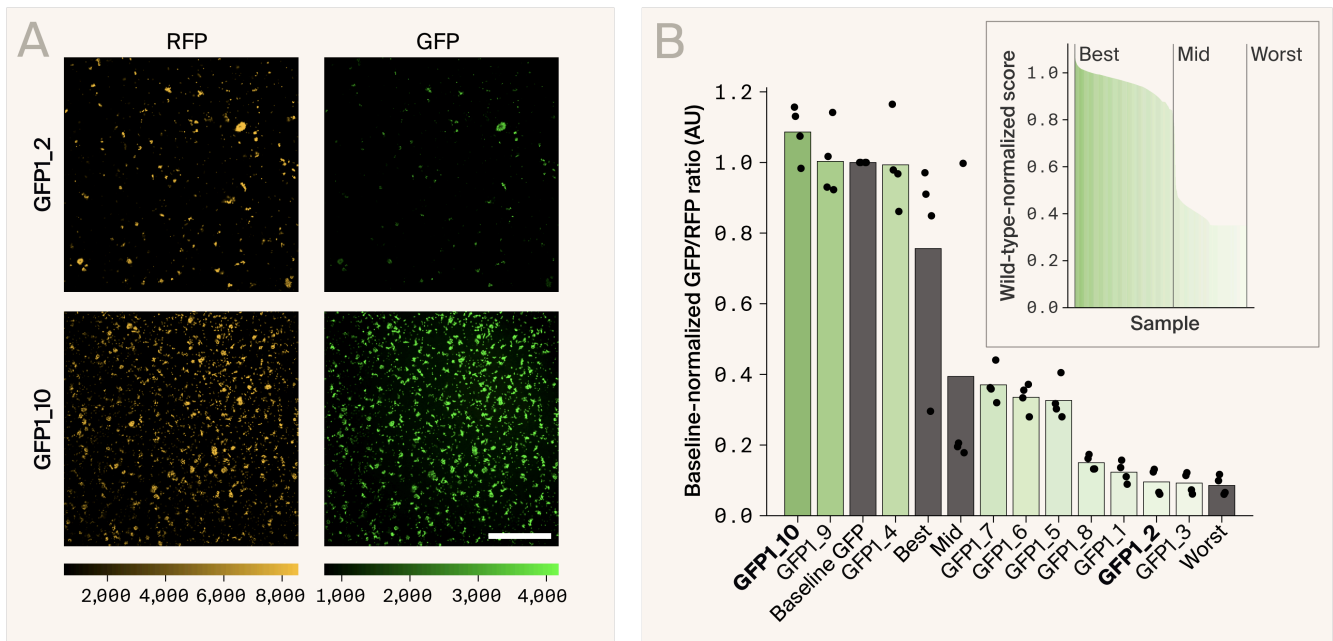 A
RFP
GFP
GFP1_2
GFP1_10
2,000 4,000 6,000 8,000
1,000 2,000 3,000 4,000
B
Baseline-normalized GFP/RFP ratio (AU)
1.2
1.0
0.8
0.6
0.4
0.2
0.0
GFP1_10
GFP1_9
Baseline GFP
GFP1_4
Best
Mid
GFP1_7
GFP1_6
GFP1_5
GFP1_8
GFP1_1
GFP1_2
GFP1_3
Worst
Wild-type-normalized score
Best Mid Worst
1.0
0.8
0.6
0.4
0.2
0.0
Sample